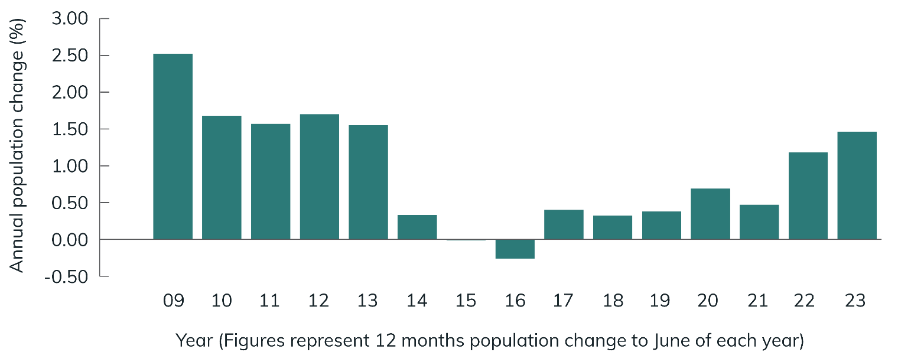 Annual population change (%)
3.00
2.50
2.00
1.50
1.00
0.50
0.00
-0.50
09 10 11 12 13 14 15 16 17 18 19 20 21 22 23
Year (Figures represent 12 months population change to June of each year)